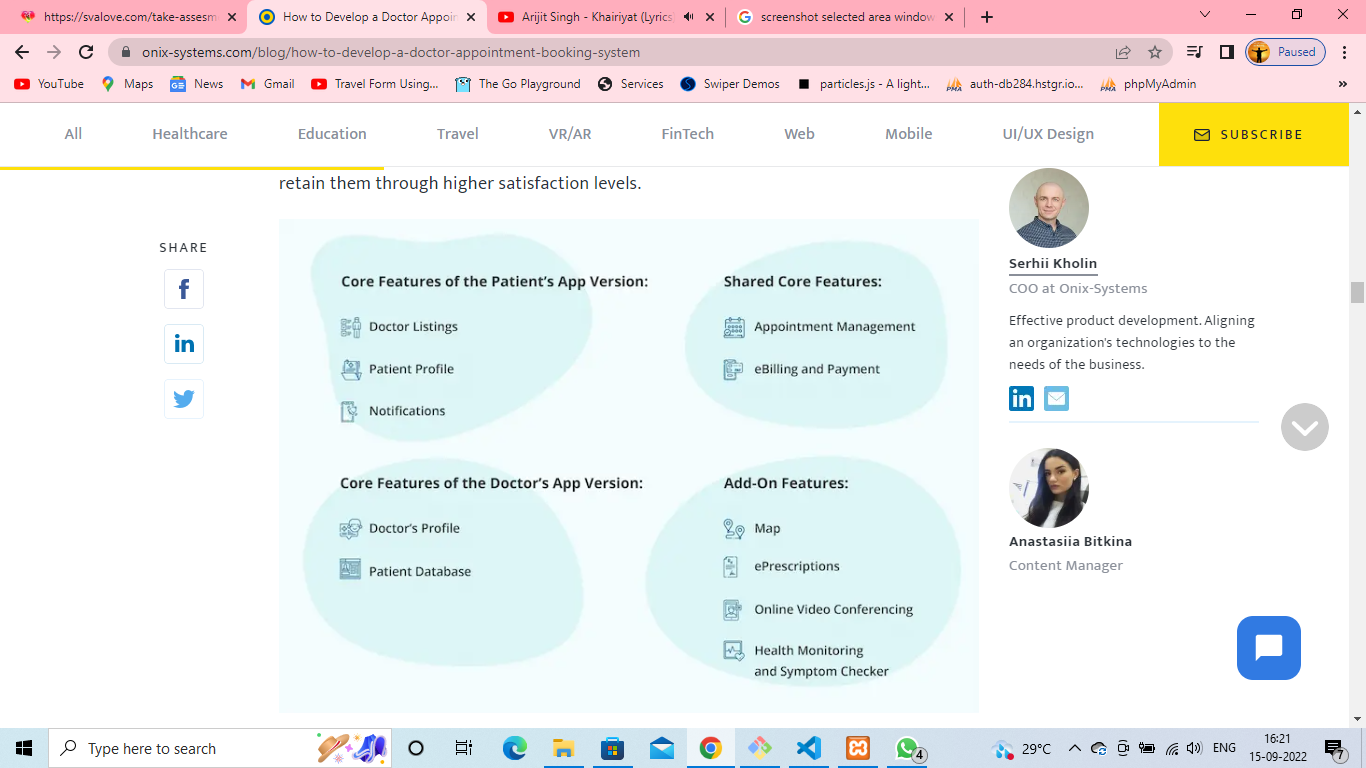 https://svalove.com/take-assesm
How to Develop a Doctor Appoin
Arijit Singh - Khairiyat (Lyrics
screenshot selected area window
onix-systems.com/blog/how-to-develop-a-doctor-appointment-booking-system
Paused
YouTube
Maps
News
Gmail
Travel Form Using...
The Go Playground
Services
Swiper Demos
particles.js - A light...
auth-db284.hstgr.io...
phpMyAdmin
All
Healthcare
Education
Travel
VR/AR
FinTech
Web
Mobile
UI/UX Design
SUBSCRIBE
retain them through higher satisfaction levels.
SHARE
Core Features of the Patient's App Version:
Doctor Listings
Patient Profile
Notifications
Shared Core Features:
Appointment Management
eBilling and Payment
Core Features of the Doctor's App Version:
Doctor's Profile
Patient Database
Add-On Features:
Map
ePrescriptions
Online Video Conferencing
Health Monitoring
and Symptom Checker
Serhii Kholin
COO at Onix-Systems
Effective product development. Aligning
an organization's technologies to the
needs of the business.
Anastasiia Bitkina
Content Manager
Type here to search
4
29°C
ENG
16:21
15-09-2022
7